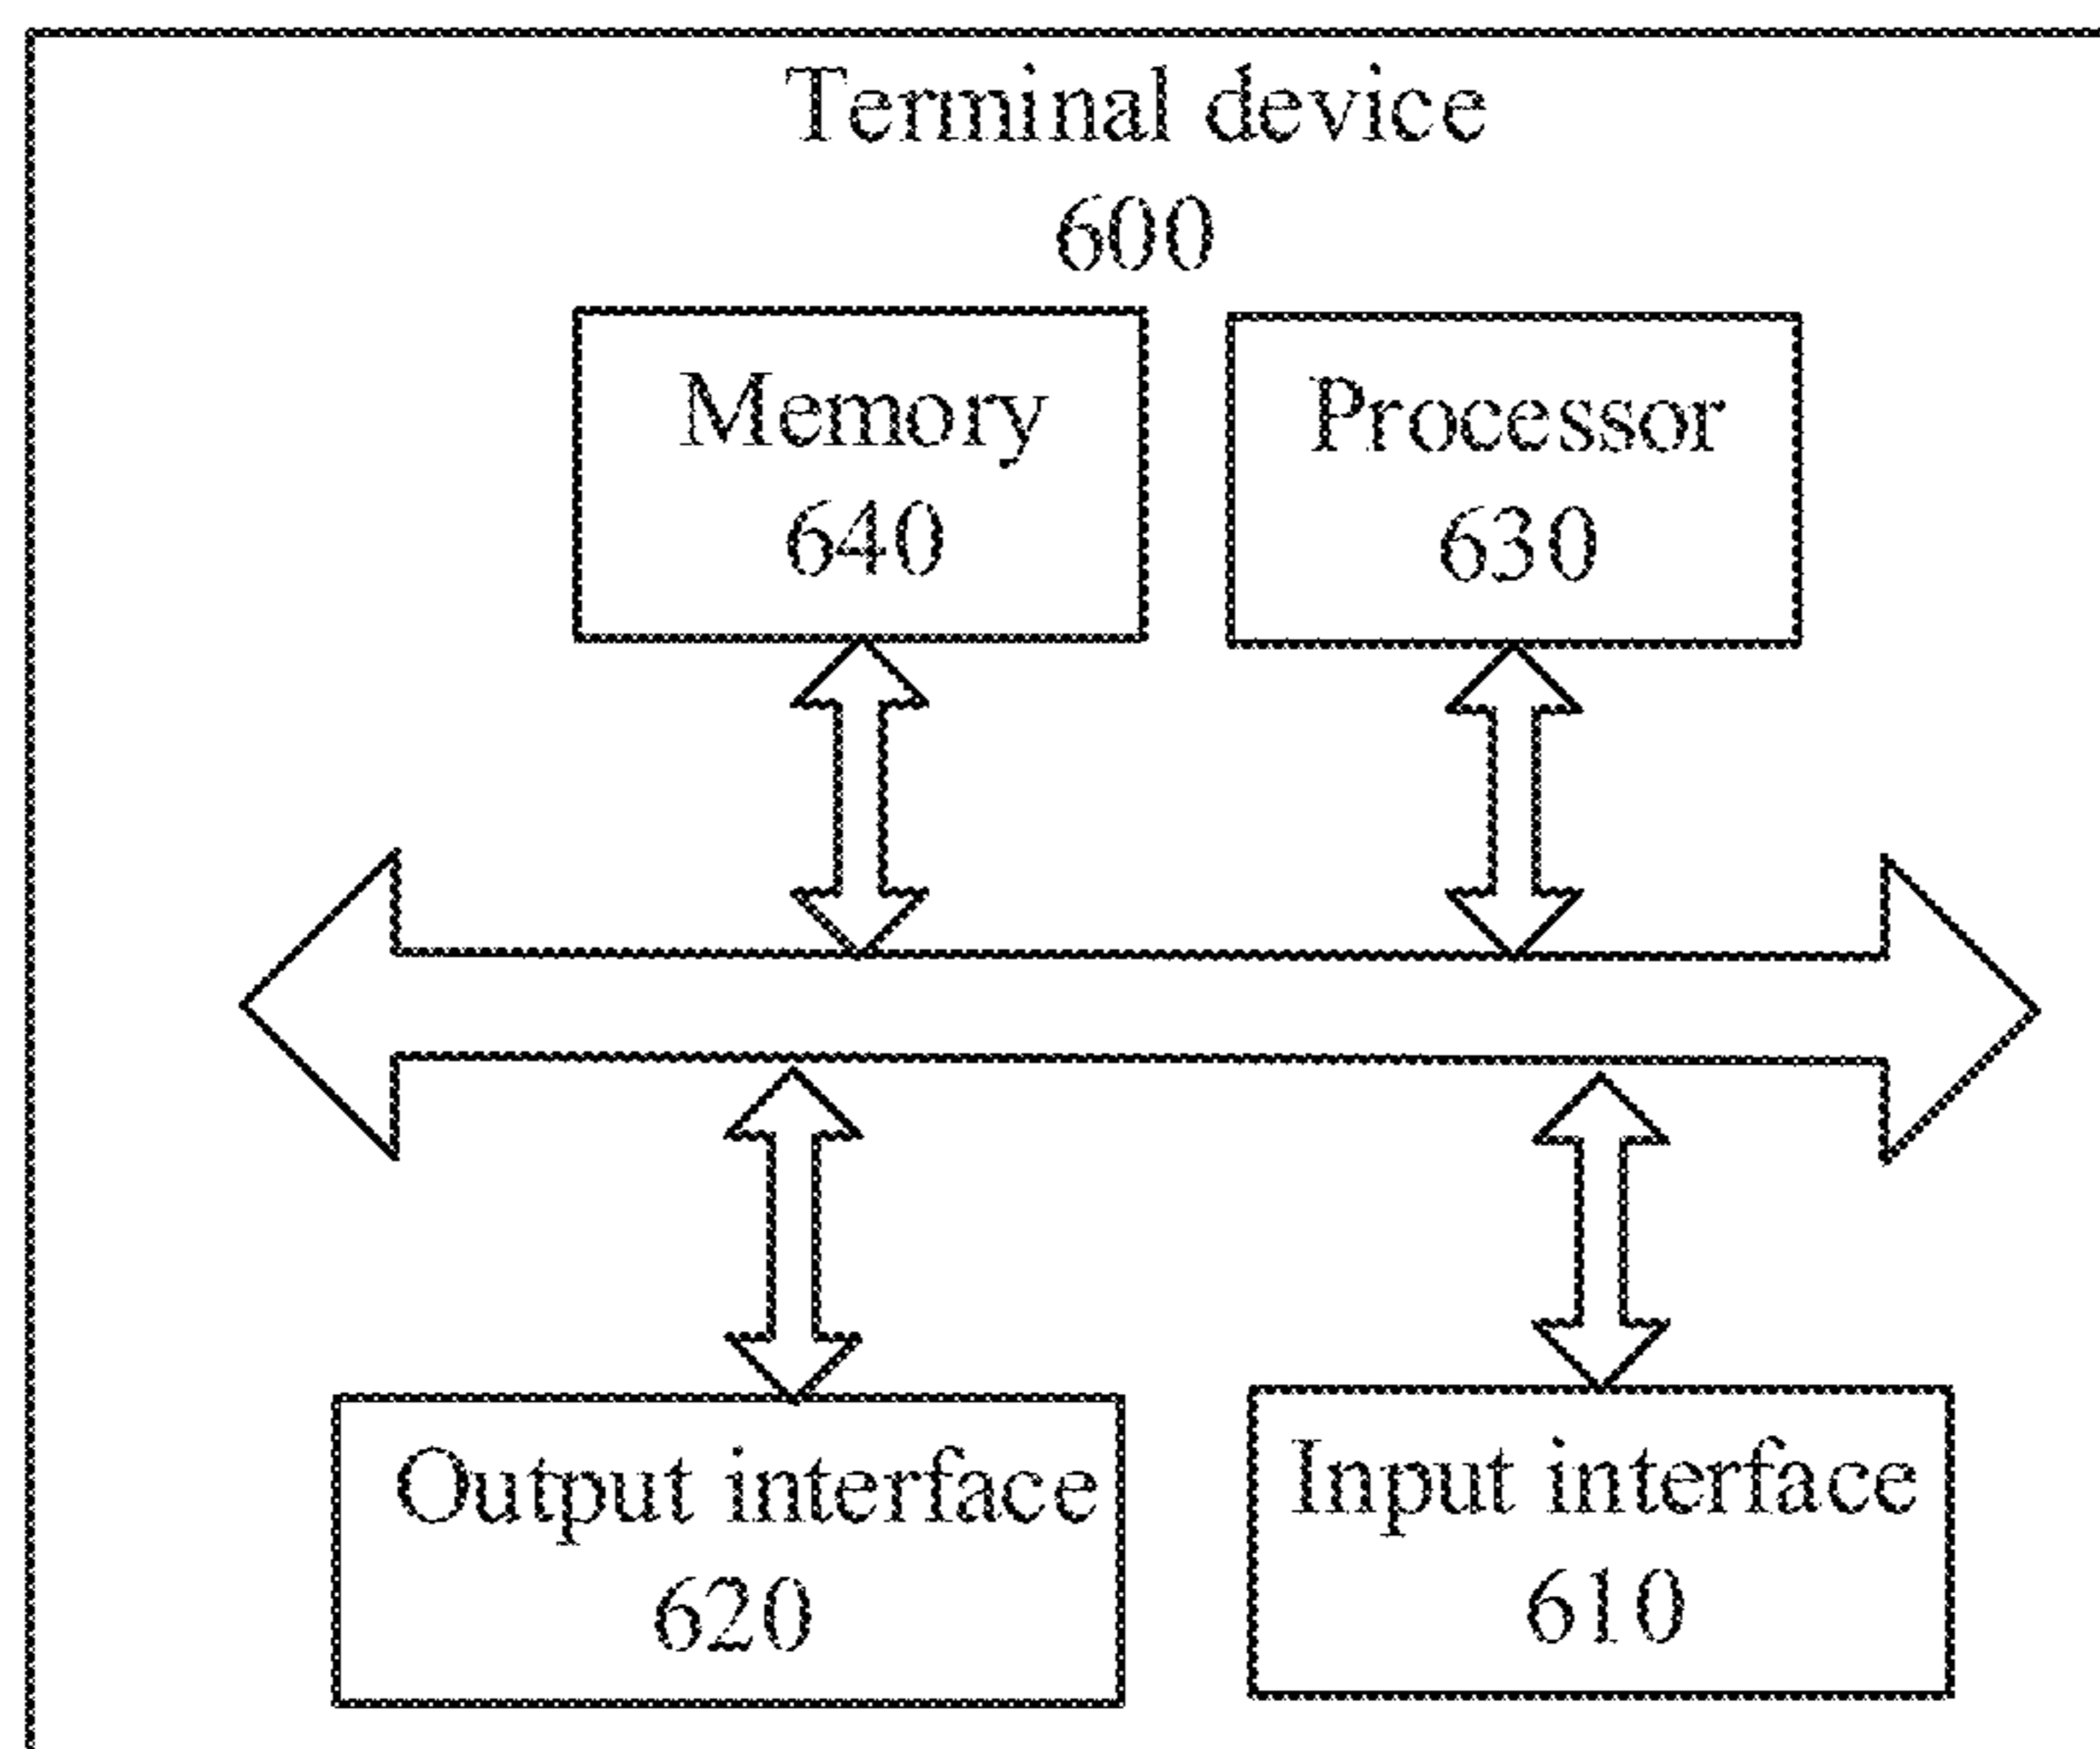 Terminal device
600
Memory
640
Processor
630
Output interface
620
Input interface
610